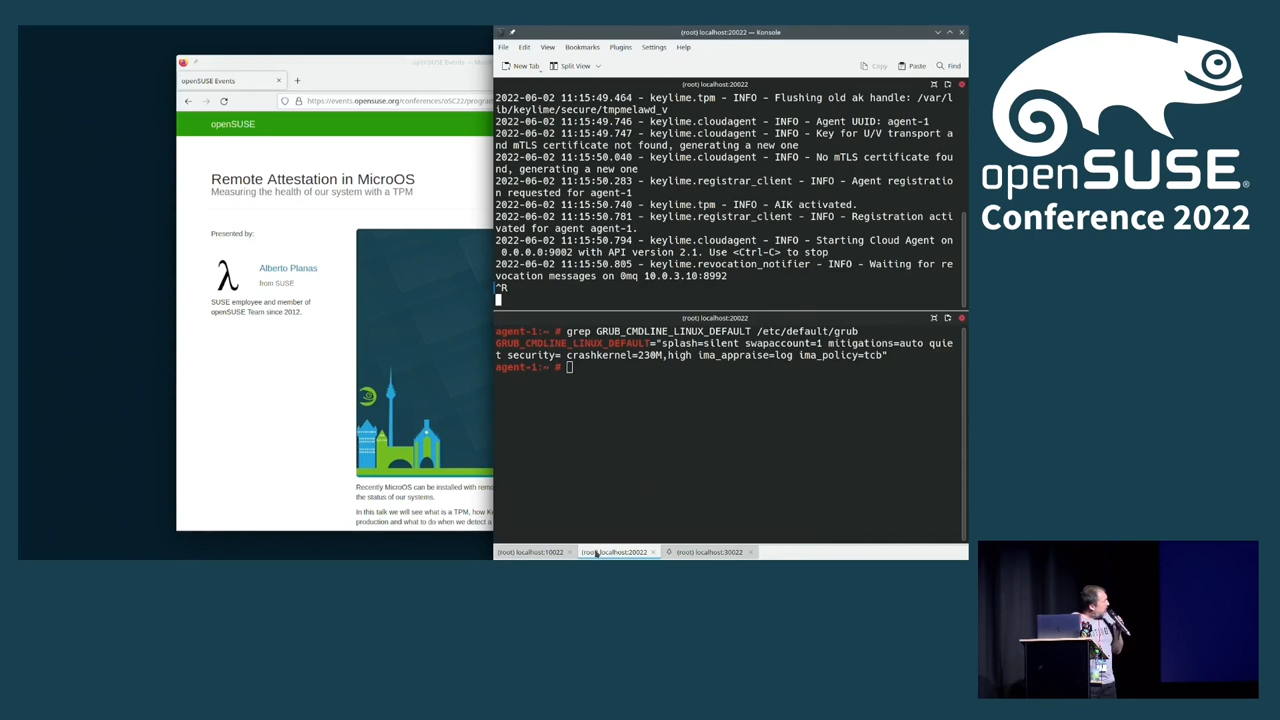 (root) localhost:20022 — Konsole
File Edit View Bookmarks Plugins Settings Help
New Tab Split View Copy Paste Find
(root) localhost:20022
2022-06-02 11:15:49.464 - keylime.tpm - INFO - Flushing old ak handle: /var/l
ib/keylime/secure/tmpmelawd_v
2022-06-02 11:15:49.746 - keylime.cloudagent - INFO - Agent UUID: agent-1
2022-06-02 11:15:49.747 - keylime.cloudagent - INFO - Key for U/V transport a
nd mTLS certificate not found, generating a new one
2022-06-02 11:15:50.040 - keylime.cloudagent - INFO - No mTLS certificate fou
nd, generating a new one
2022-06-02 11:15:50.283 - keylime.registrar_client - INFO - Agent registratio
n requested for agent-1
2022-06-02 11:15:50.740 - keylime.tpm - INFO - AIK activated.
2022-06-02 11:15:50.781 - keylime.registrar_client - INFO - Registration acti
vated for agent agent-1.
2022-06-02 11:15:50.794 - keylime.cloudagent - INFO - Starting Cloud Agent on
0.0.0.0:9002 with API version 2.1. Use <Ctrl-C> to stop
2022-06-02 11:15:50.805 - keylime.revocation_notifier - INFO - Waiting for re
vocation messages on 0mq 10.0.3.10:8992
^R
(root) localhost:20022
agent-1:~ # grep GRUB_CMDLINE_LINUX_DEFAULT /etc/default/grub
GRUB_CMDLINE_LINUX_DEFAULT="splash=silent swapaccount=1 mitigations=auto quie
t security= crashkernel=230M,high ima_appraise=log ima_policy=tcb"
agent-1:~ #
(root) localhost:10022 (root) localhost:20022 (root) localhost:30022
openSUSE Events
openSUSE Events
https://events.opensuse.org/conferences/oSC22/progra
openSUSE
Remote Attestation in MicroOS
Measuring the health of our system with a TPM
Presented by:
λ
Alberto Planas
from SUSE
SUSE employee and member of
openSUSE Team since 2012.
Recently MicroOS can be installed with remo
the status of our systems.
In this talk we will see what is a TPM, how K
production and what to do when we detect a
openSUSE®
Conference 2022